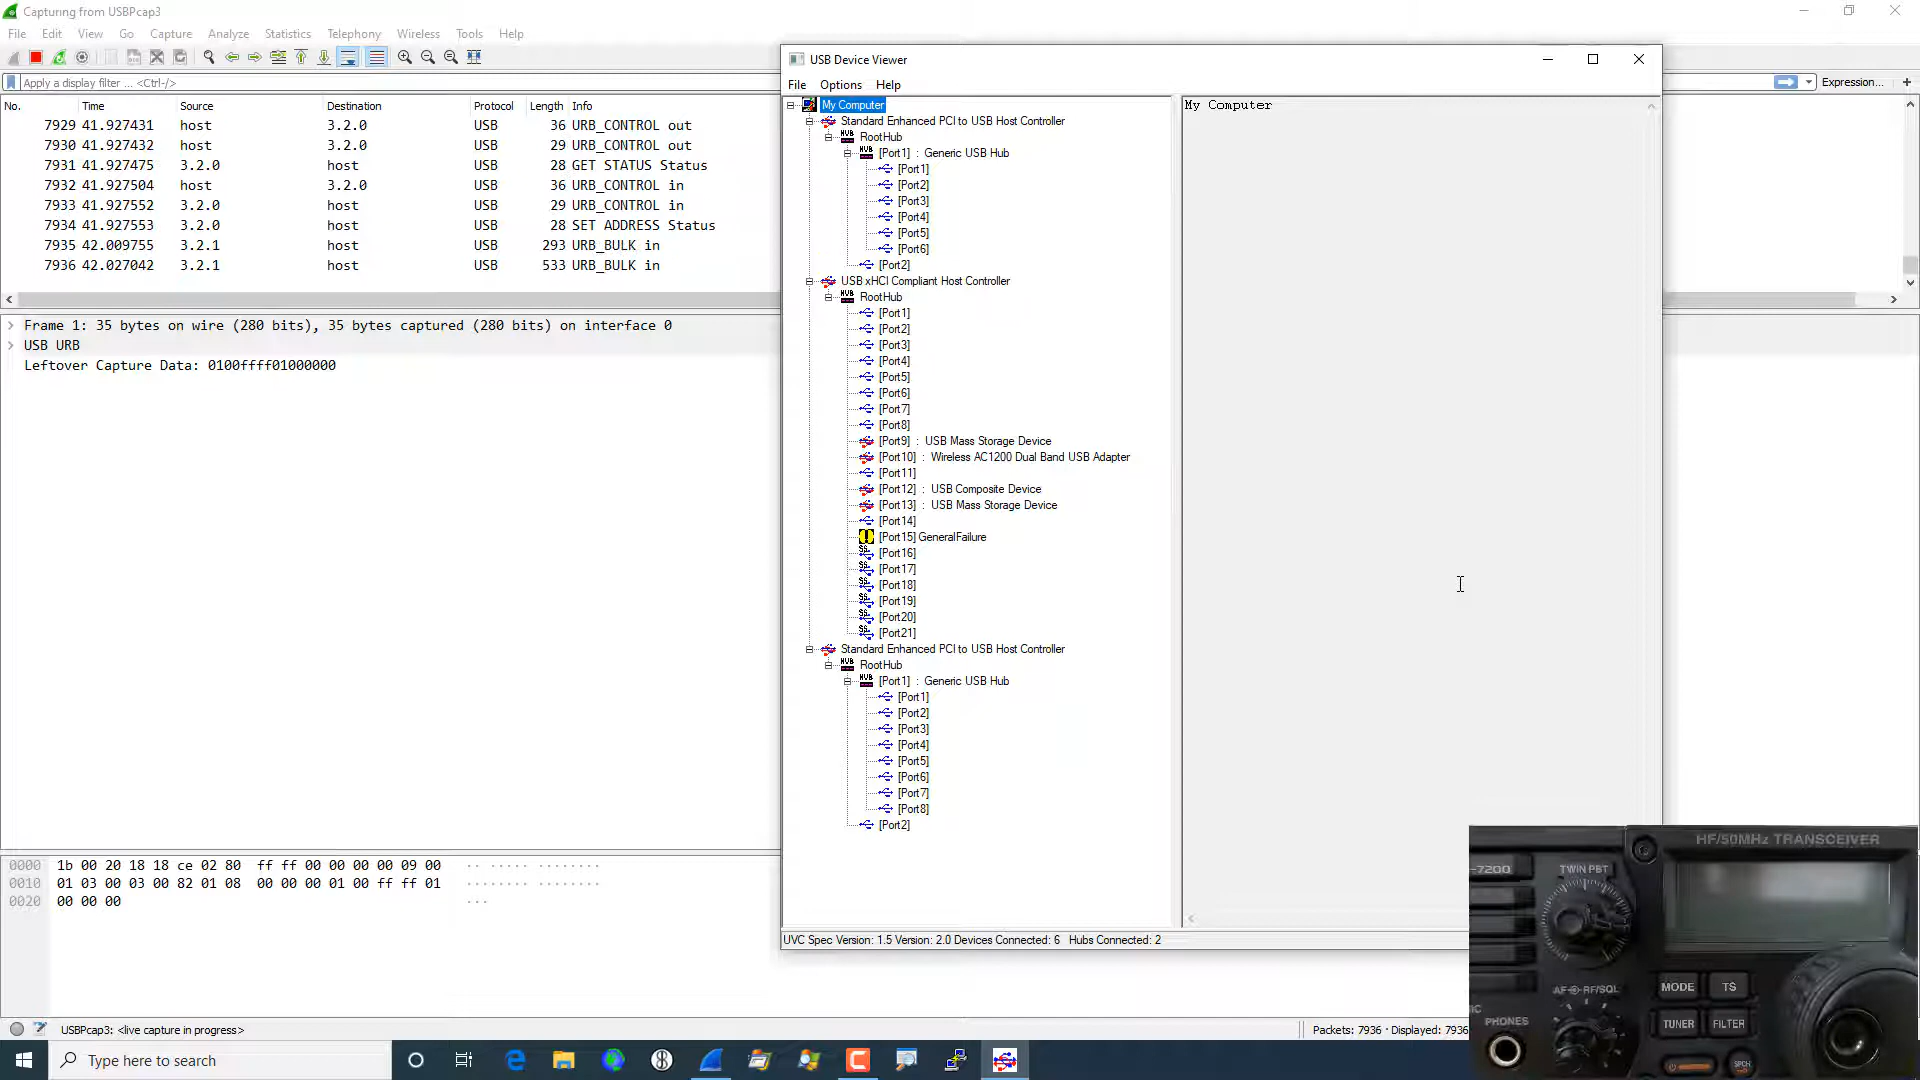 Capturing from USBPcap3
File Edit View Go Capture Analyze Statistics Telephony Wireless Tools Help
Apply a display filter ... <Ctrl-/>
Expression... +
No. Time Source Destination Protocol Length Info
7929 41.927431 host 3.2.0 USB 36 URB_CONTROL out
7930 41.927432 host 3.2.0 USB 29 URB_CONTROL out
7931 41.927475 3.2.0 host USB 28 GET STATUS Status
7932 41.927504 host 3.2.0 USB 36 URB_CONTROL in
7933 41.927552 3.2.0 host USB 29 URB_CONTROL in
7934 41.927553 3.2.0 host USB 28 SET ADDRESS Status
7935 42.009755 3.2.1 host USB 293 URB_BULK in
7936 42.027042 3.2.1 host USB 533 URB_BULK in
Frame 1: 35 bytes on wire (280 bits), 35 bytes captured (280 bits) on interface 0
USB URB
Leftover Capture Data: 0100ffff01000000
0000 1b 00 20 18 18 ce 02 80 ff ff 00 00 00 00 09 00 .. ..... ........
0010 01 03 00 03 00 82 01 08 00 00 00 01 00 ff ff 01 ........ ........
0020 00 00 00 ...
USBPcap3: <live capture in progress>
Packets: 7936 · Displayed: 7936
USB Device Viewer
File Options Help
My Computer
Standard Enhanced PCI to USB Host Controller
RootHub
[Port1] : Generic USB Hub
[Port1]
[Port2]
[Port3]
[Port4]
[Port5]
[Port6]
[Port2]
USB xHCI Compliant Host Controller
RootHub
[Port1]
[Port2]
[Port3]
[Port4]
[Port5]
[Port6]
[Port7]
[Port8]
[Port9] : USB Mass Storage Device
[Port10] : Wireless AC1200 Dual Band USB Adapter
[Port11]
[Port12] : USB Composite Device
[Port13] : USB Mass Storage Device
[Port14]
[Port15] GeneralFailure
[Port16]
[Port17]
[Port18]
[Port19]
[Port20]
[Port21]
Standard Enhanced PCI to USB Host Controller
RootHub
[Port1] : Generic USB Hub
[Port1]
[Port2]
[Port3]
[Port4]
[Port5]
[Port6]
[Port7]
[Port8]
[Port2]
My Computer
UVC Spec Version: 1.5 Version: 2.0 Devices Connected: 6 Hubs Connected: 2
HF/50MHz TRANSCEIVER
-7200
TWIN PBT
AF RF/SQL
MODE
TS
IC
PHONES
TUNER
FILTER
SPCH
Type here to search